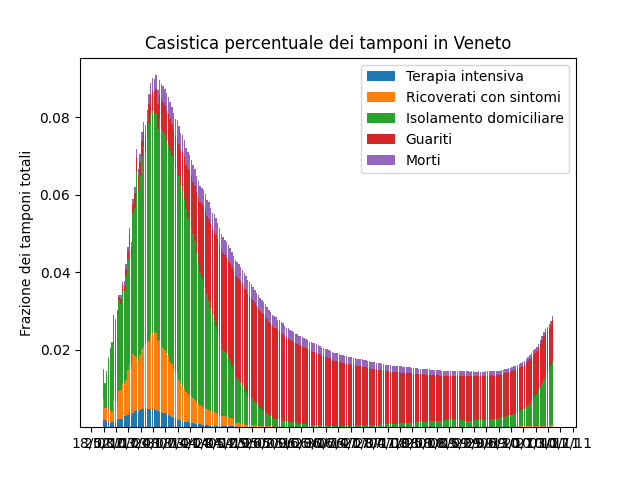 Casistica percentuale dei tamponi in Veneto
Terapia intensiva
Ricoverati con sintomi
Isolamento domiciliare
Guariti
Morti
0.08
0.06
0.04
0.02
Frazione dei tamponi totali